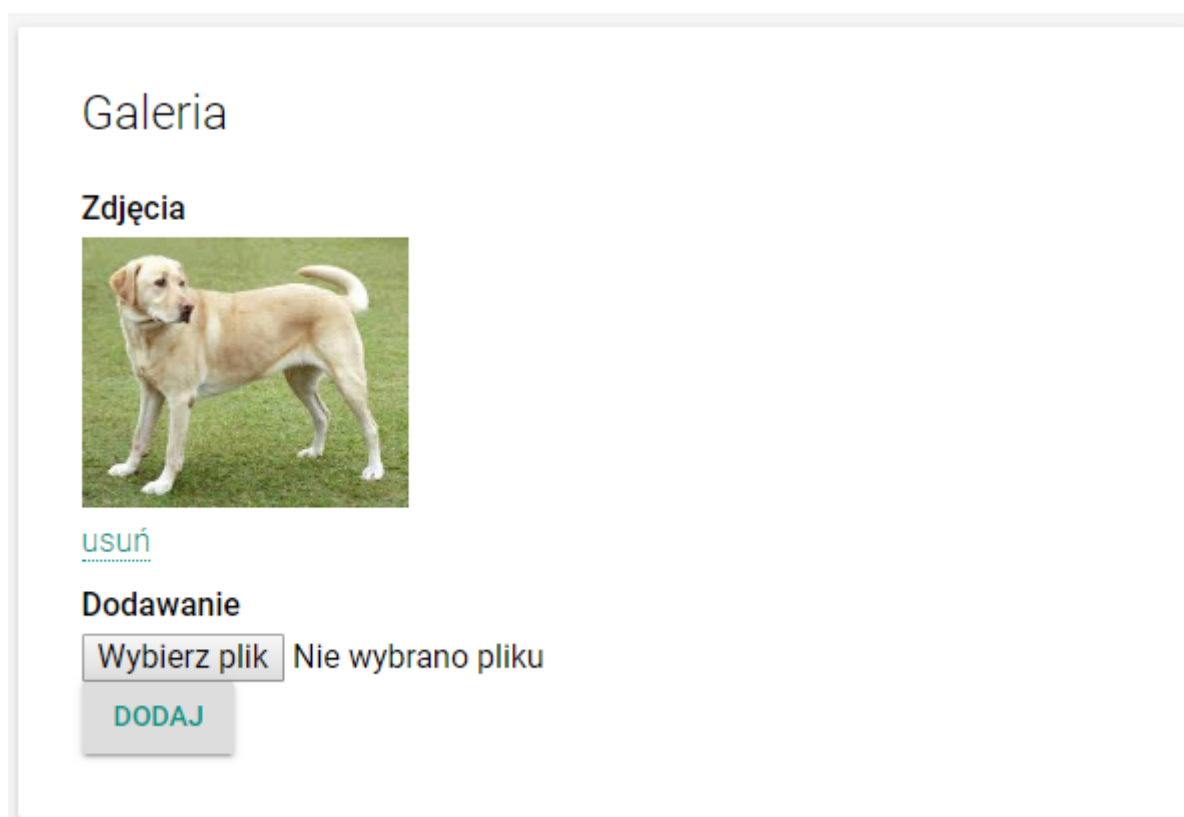 Galeria
Zdjęcia
usuń
Dodawanie
Wybierz plik Nie wybrano pliku
DODAJ